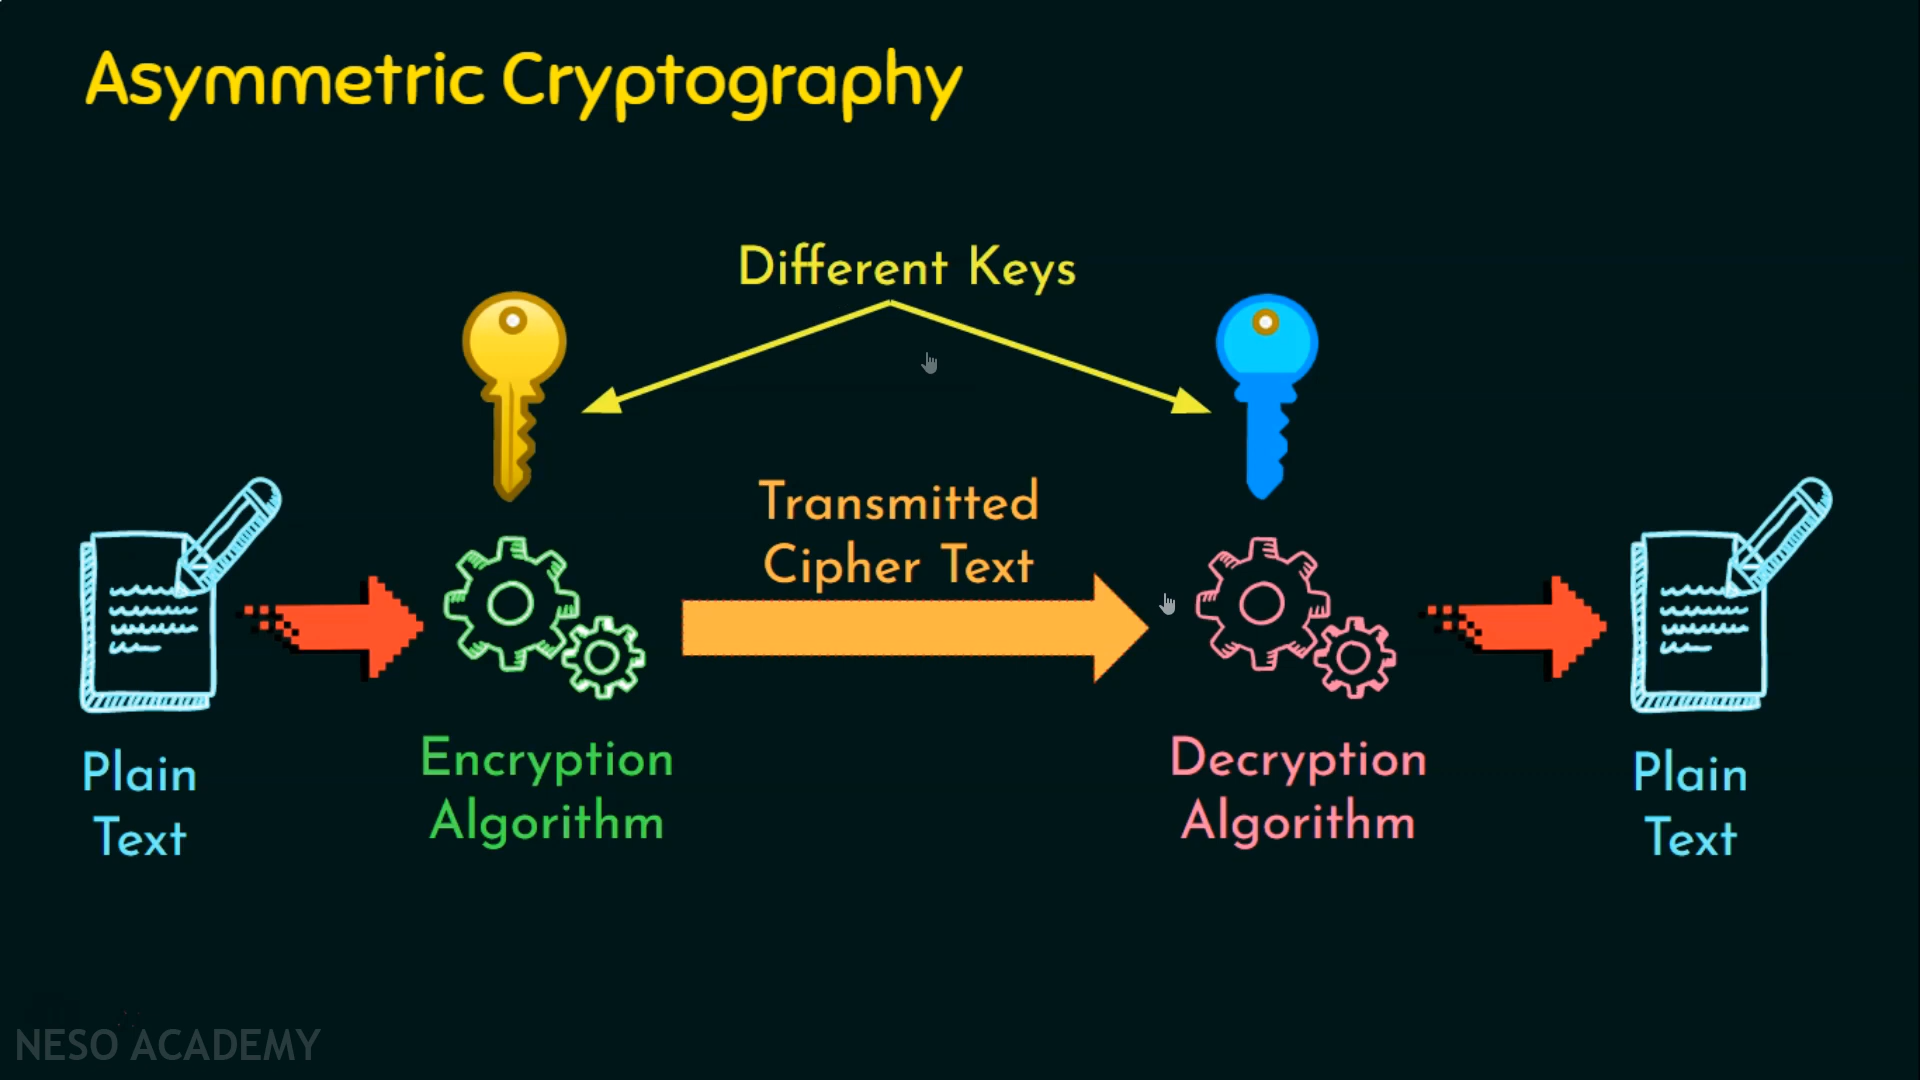 Asymmetric Cryptography
Different Keys
Transmitted
Cipher Text
Plain
Text
Encryption
Algorithm
Decryption
Algorithm
Plain
Text
NESO ACADEMY